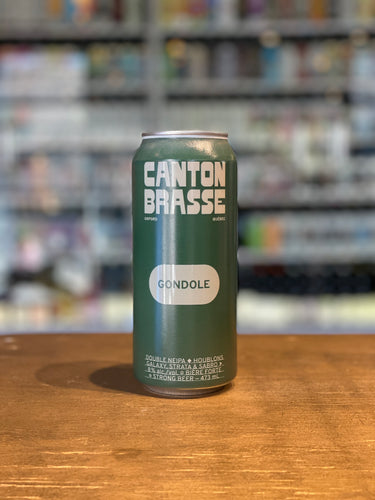 CANTON
BRASSE
ORFORD QUÉBEC
GONDOLE
DOUBLE NEIPA ◆ HOUBLONS
GALAXY, STRATA & SABRO ◆
8 % alc./vol. ◆ BIÈRE FORTE
◆ STRONG BEER – 473 mL